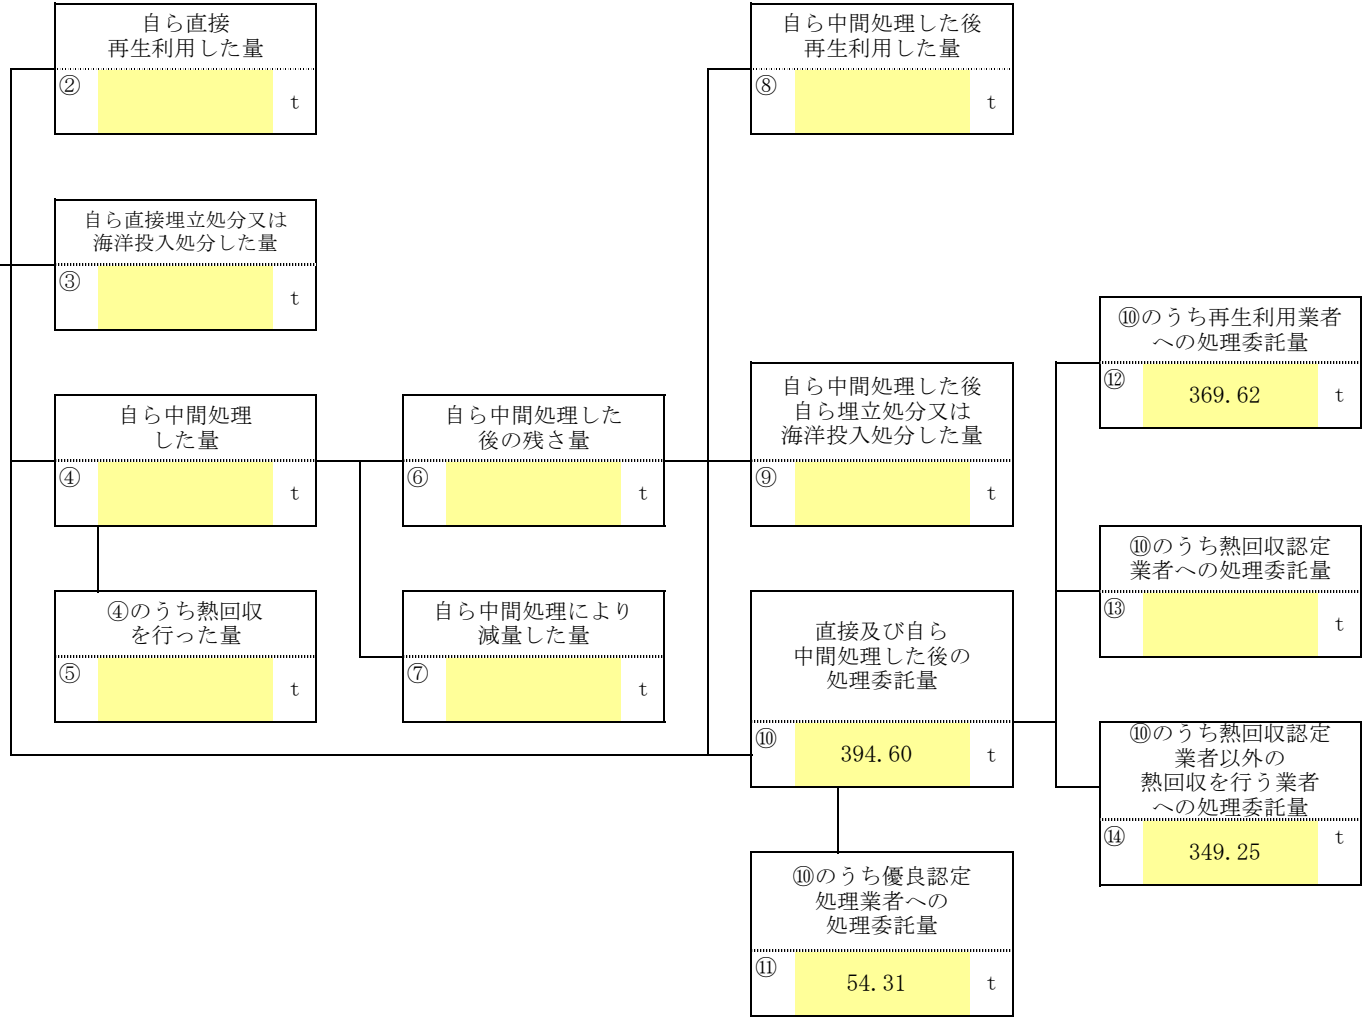 自ら直接
再生利用した量
②
t
自ら中間処理した後
再生利用した量
⑧
t
自ら直接埋立処分又は
海洋投入処分した量
③
t
⑩のうち再生利用業者
への処理委託量
⑫
369.62
t
自ら中間処理
した量
④
t
自ら中間処理した
後の残さ量
⑥
t
自ら中間処理した後
自ら埋立処分又は
海洋投入処分した量
⑨
t
⑩のうち熱回収認定
業者への処理委託量
⑬
t
④のうち熱回収
を行った量
⑤
t
自ら中間処理により
減量した量
⑦
t
直接及び自ら
中間処理した後の
処理委託量
⑩
394.60
t
⑩のうち熱回収認定
業者以外の
熱回収を行う業者
への処理委託量
⑭
349.25
t
⑩のうち優良認定
処理業者への
処理委託量
⑪
54.31
t